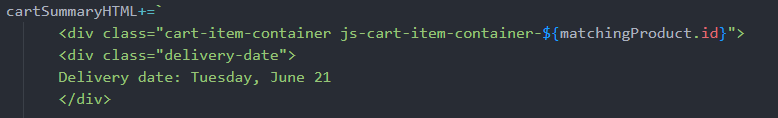 cartSummaryHTML+=`
<div class="cart-item-container js-cart-item-container-${matchingProduct.id}">
<div class="delivery-date">
Delivery date: Tuesday, June 21
</div>